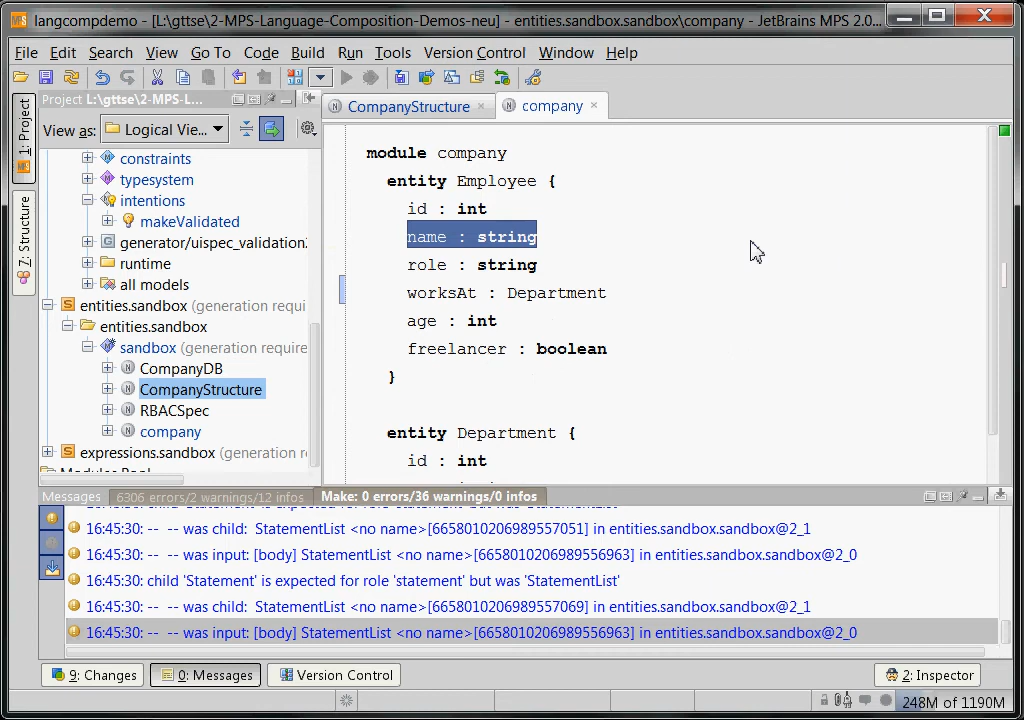 langcompdemo - [L:\gttse\2-MPS-Language-Composition-Demos-neu] - entities.sandbox.sandbox\company - JetBrains MPS 2.0...
File Edit Search View Go To Code Build Run Tools Version Control Window Help
1: Project
Z: Structure
Project L:\gttse\2-MPS-L...
View as: Logical Vie...
constraints
typesystem
intentions
makeValidated
generator/uispec_validation
runtime
all models
entities.sandbox (generation requi
entities.sandbox
sandbox (generation require
CompanyDB
CompanyStructure
RBACSpec
company
expressions.sandbox (generation r
CompanyStructure
company
module company
entity Employee {
id : int
name : string
role : string
worksAt : Department
age : int
freelancer : boolean
}
entity Department {
id : int
Messages 6306 errors/2 warnings/12 infos Make: 0 errors/36 warnings/0 infos
16:45:30: -- -- was child: StatementList <no name>[6658010206989557051] in entities.sandbox.sandbox@2_1
16:45:30: -- -- was input: [body] StatementList <no name>[6658010206989556963] in entities.sandbox.sandbox@2_0
16:45:30: child 'Statement' is expected for role 'statement' but was 'StatementList'
16:45:30: -- -- was child: StatementList <no name>[6658010206989557069] in entities.sandbox.sandbox@2_1
16:45:30: -- -- was input: [body] StatementList <no name>[6658010206989556963] in entities.sandbox.sandbox@2_0
9: Changes 0: Messages Version Control 2: Inspector
248M of 1190M